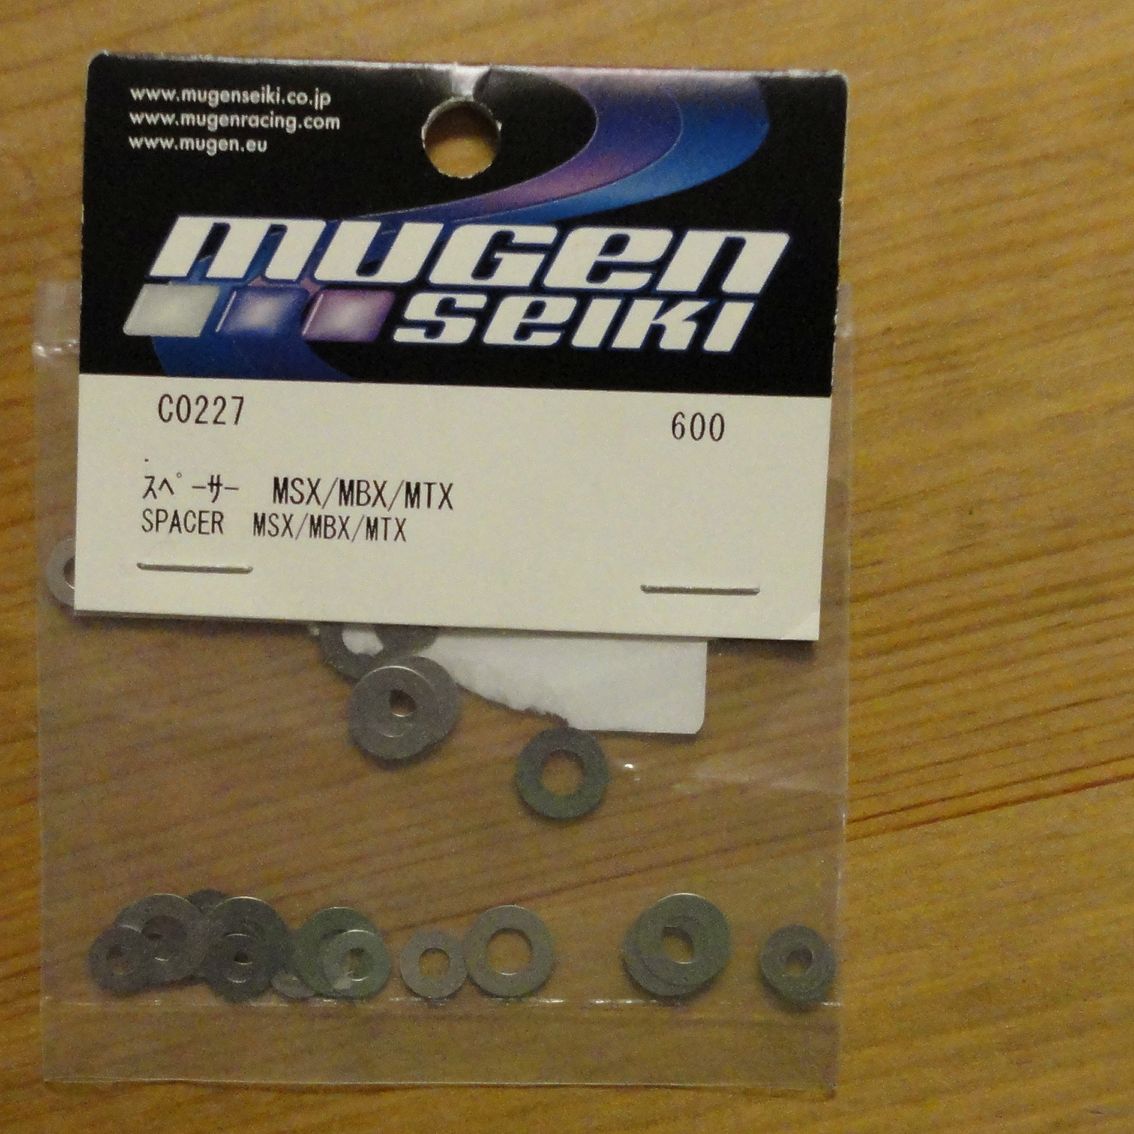 www.mugenseiki.co.jp
www.mugenracing.com
www.mugen.eu
mugen
seiki
C0227 600
スペーサー MSX/MBX/MTX
SPACER MSX/MBX/MTX